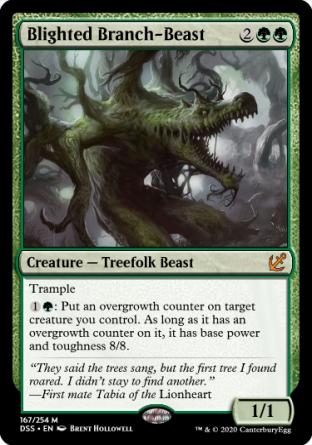 Blighted Branch-Beast 2
Creature — Treefolk Beast
Trample
1 : Put an overgrowth counter on target
creature you control. As long as it has an
overgrowth counter on it, it has base power
and toughness 8/8.
“They said the trees sang, but the first tree I found
roared. I didn't stay to find another.”
—First mate Tabia of the Lionheart
1/1
167/254 M
DSS • EN BRENT HOLLOWELL
™ & © 2020 CanterburyEgg